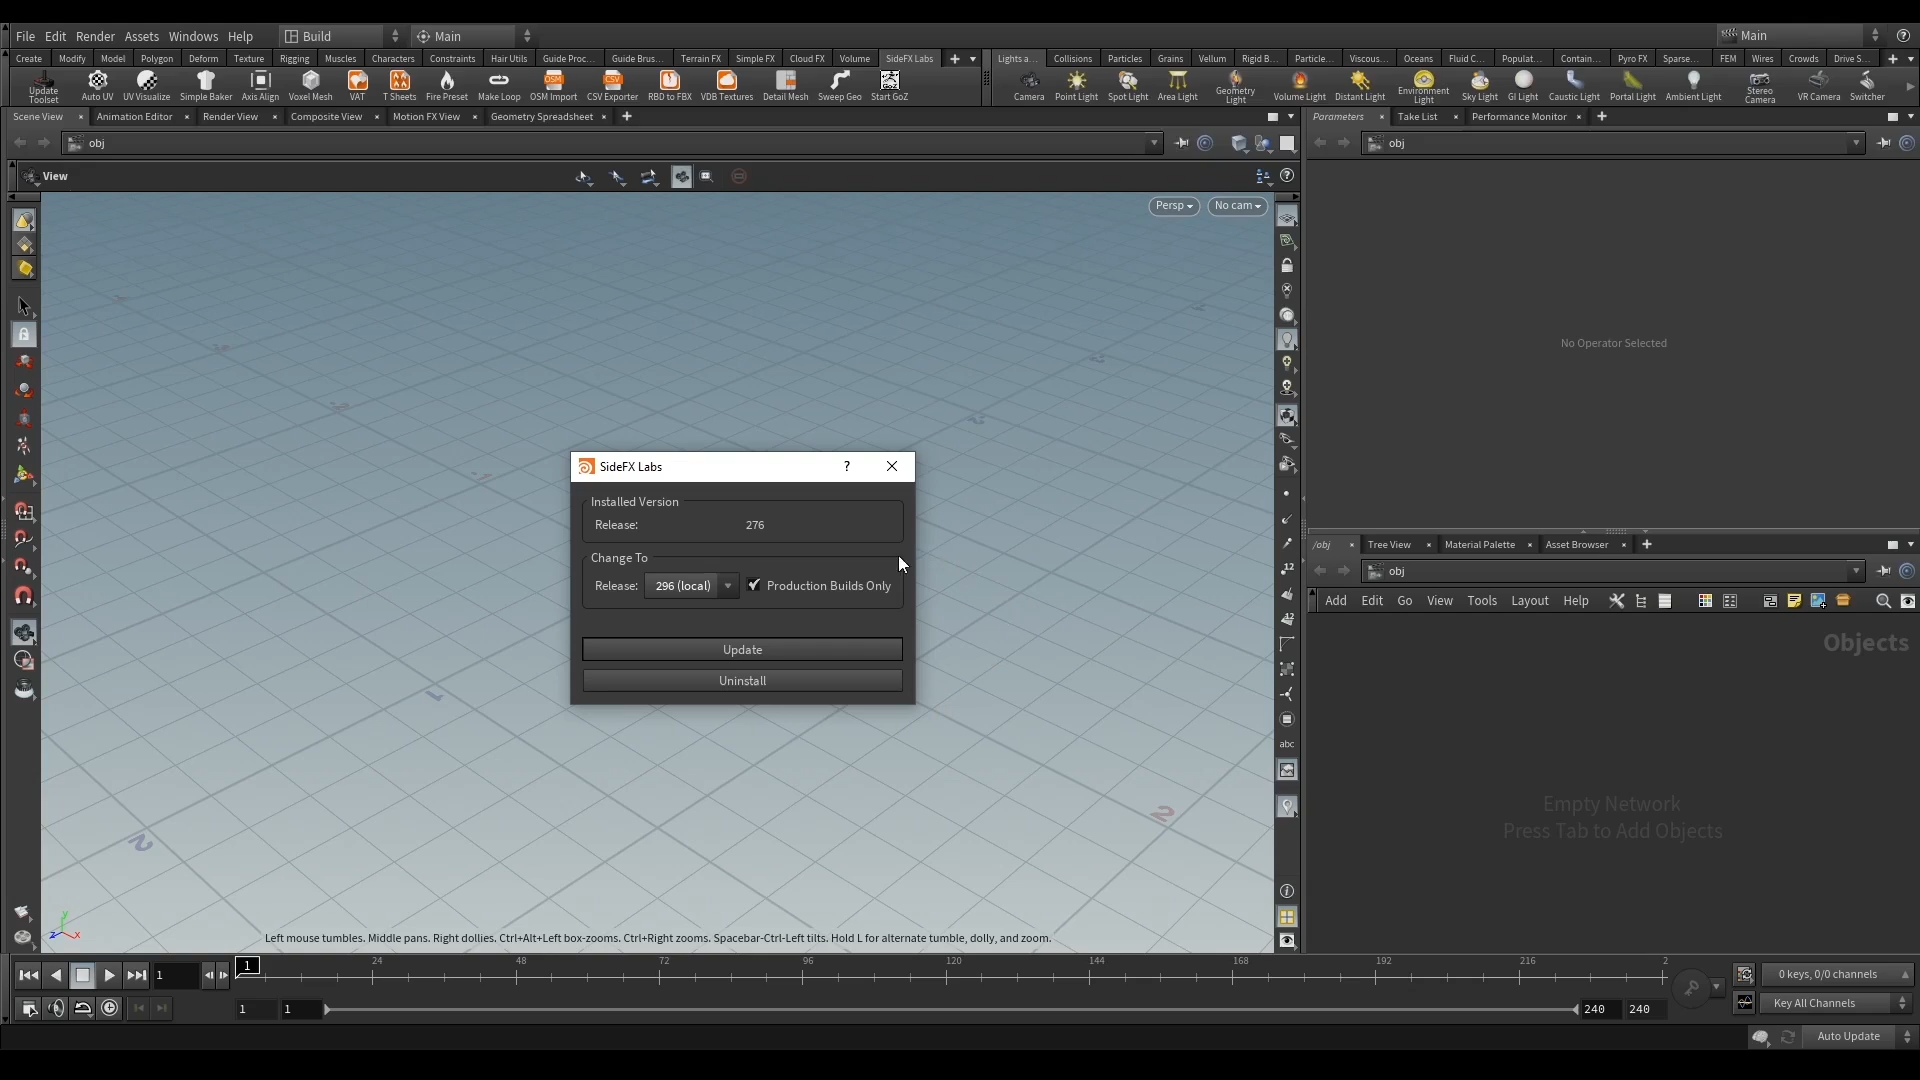 File Edit Render Assets Windows Help Build Main Main
Create Modify Model Polygon Deform Texture Rigging Muscles Characters Constraints Hair Utils Guide Proc... Guide Brus... Terrain FX Simple FX Cloud FX Volume SideFX Labs
Lights a... Collisions Particles Grains Vellum Rigid B... Particle... Viscous... Oceans Fluid C... Populat... Contain... Pyro FX Sparse... FEM Wires Crowds Drive S...
Update Toolset Auto UV UV Visualize Simple Baker Axis Align Voxel Mesh VAT T Sheets Fire Preset Make Loop OSM Import CSV Exporter RBD to FBX VDB Textures Detail Mesh Sweep Geo Start GoZ
Camera Point Light Spot Light Area Light Geometry Light Volume Light Distant Light Environment Light Sky Light GI Light Caustic Light Portal Light Ambient Light Stereo Camera VR Camera Switcher
Scene View Animation Editor Render View Composite View Motion FX View Geometry Spreadsheet
Parameters Take List Performance Monitor
obj
obj
View
Persp No cam
No Operator Selected
SideFX Labs ?
Installed Version
Release: 276
Change To
Release: 296 (local) Production Builds Only
Update
Uninstall
/obj Tree View Material Palette Asset Browser
obj
Add Edit Go View Tools Layout Help
Objects
Empty Network
Press Tab to Add Objects
abc
Left mouse tumbles. Middle pans. Right dollies. Ctrl+Alt+Left box-zooms. Ctrl+Right zooms. Spacebar-Ctrl-Left tilts. Hold L for alternate tumble, dolly, and zoom.
1 1 24 48 72 96 120 144 168 192 216 2
0 keys, 0/0 channels
1 1 240 240
Key All Channels
Auto Update